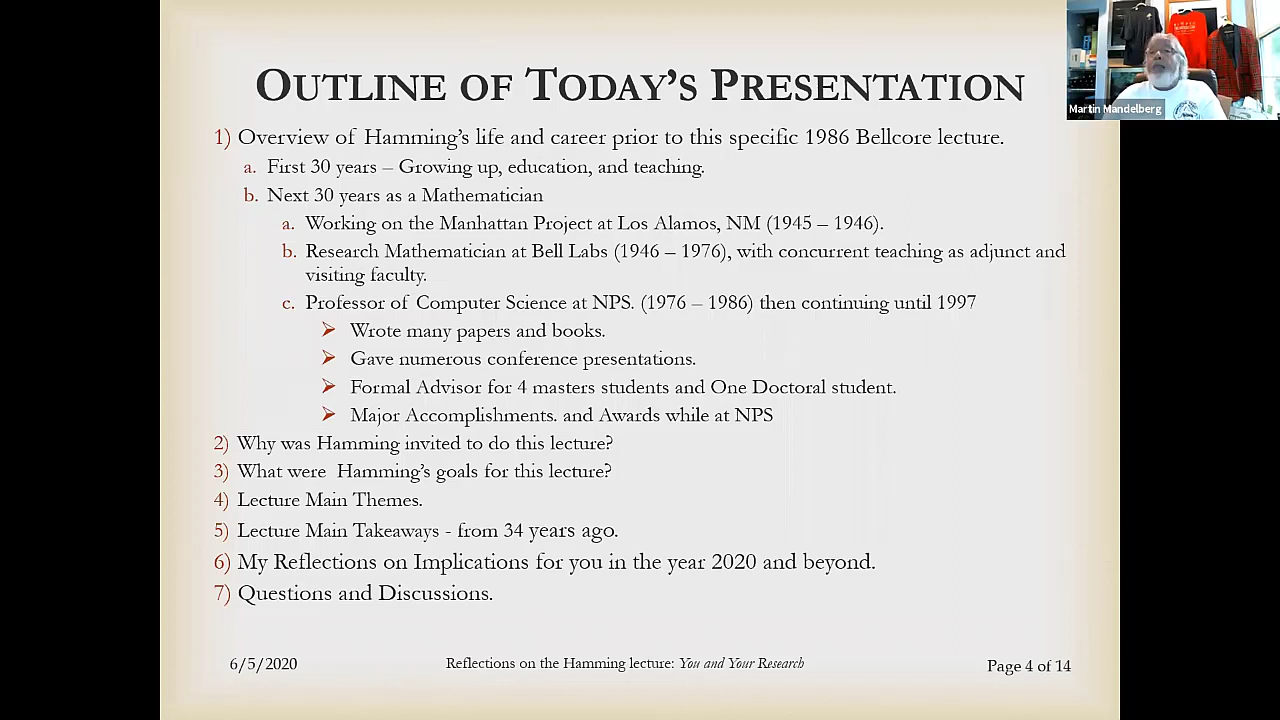 OUTLINE OF TODAY'S PRESENTATION
Martin Mandelberg
1) Overview of Hamming's life and career prior to this specific 1986 Bellcore lecture.
a. First 30 years – Growing up, education, and teaching.
b. Next 30 years as a Mathematician
a. Working on the Manhattan Project at Los Alamos, NM (1945 – 1946).
b. Research Mathematician at Bell Labs (1946 – 1976), with concurrent teaching as adjunct and
visiting faculty.
c. Professor of Computer Science at NPS. (1976 – 1986) then continuing until 1997
➢ Wrote many papers and books.
➢ Gave numerous conference presentations.
➢ Formal Advisor for 4 masters students and One Doctoral student.
➢ Major Accomplishments. and Awards while at NPS
2) Why was Hamming invited to do this lecture?
3) What were Hamming's goals for this lecture?
4) Lecture Main Themes.
5) Lecture Main Takeaways - from 34 years ago.
6) My Reflections on Implications for you in the year 2020 and beyond.
7) Questions and Discussions.
6/5/2020
Reflections on the Hamming lecture: You and Your Research
Page 4 of 14